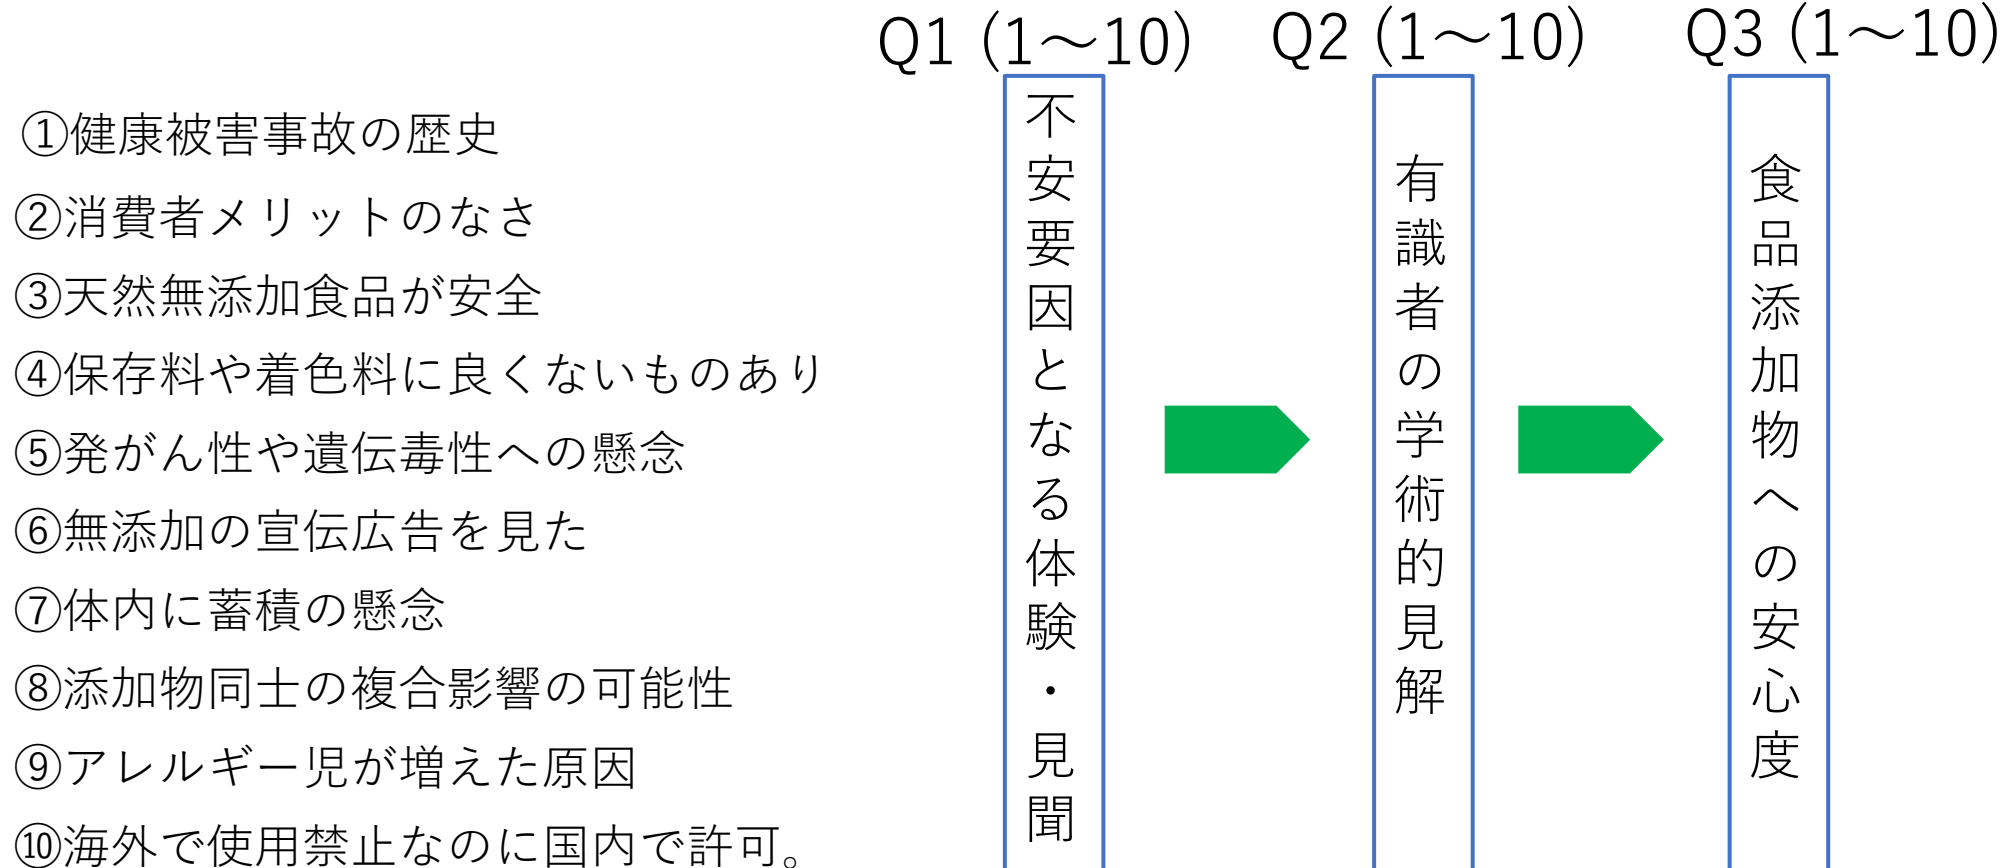 Q1 (1～10)
Q2 (1～10)
Q3 (1～10)
①健康被害事故の歴史
②消費者メリットのなさ
③天然無添加食品が安全
④保存料や着色料に良くないものあり
⑤発がん性や遺伝毒性への懸念
⑥無添加の宣伝広告を見た
⑦体内に蓄積の懸念
⑧添加物同士の複合影響の可能性
⑨アレルギー児が増えた原因
⑩海外で使用禁止なのに国内で許可。
不安要因となる体験・見聞
有識者の学術的見解
食品添加物への安心度